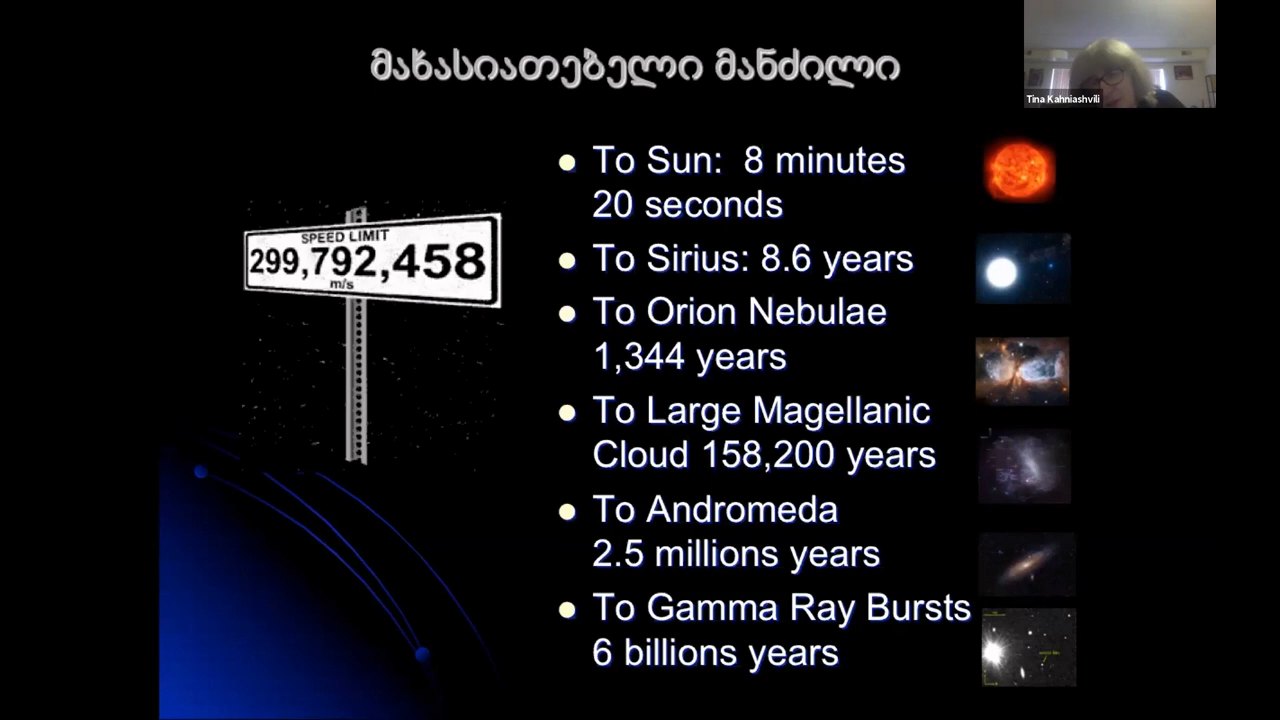 მახასიათებელი მანძილი
Tina Kahniashvili
SPEED LIMIT
299,792,458
m/s
To Sun: 8 minutes
20 seconds
To Sirius: 8.6 years
To Orion Nebulae
1,344 years
To Large Magellanic
Cloud 158,200 years
To Andromeda
2.5 millions years
To Gamma Ray Bursts
6 billions years